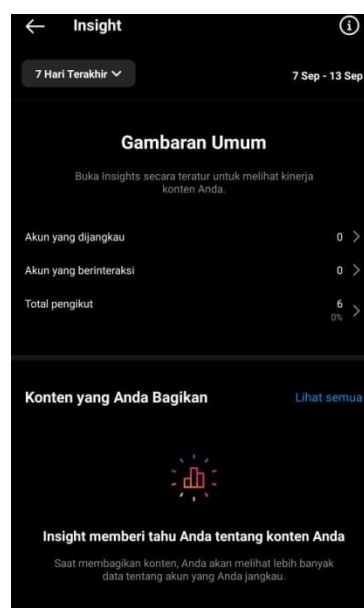 Insight
7 Hari Terakhir
7 Sep - 13 Sep
Gambaran Umum
Buka Insights secara teratur untuk melihat kinerja
konten Anda.
Akun yang dijangkau 0
Akun yang berinteraksi 0
Total pengikut 6
0%
Konten yang Anda Bagikan Lihat semua
Insight memberi tahu Anda tentang konten Anda
Saat membagikan konten, Anda akan melihat lebih banyak
data tentang akun yang Anda jangkau.